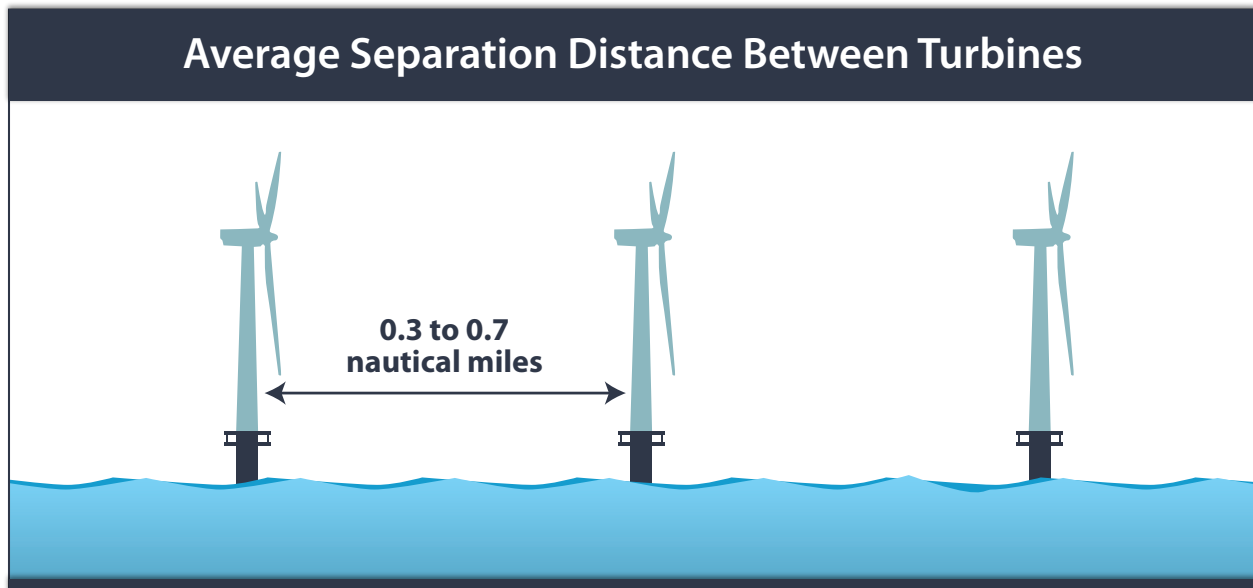 Average Separation Distance Between Turbines
0.3 to 0.7
nautical miles